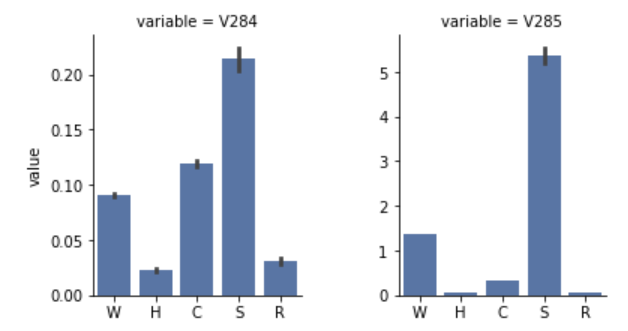 variable = V284
value
0.20
0.15
0.10
0.05
0.00
W H C S R
variable = V285
5
4
3
2
1
0
W H C S R